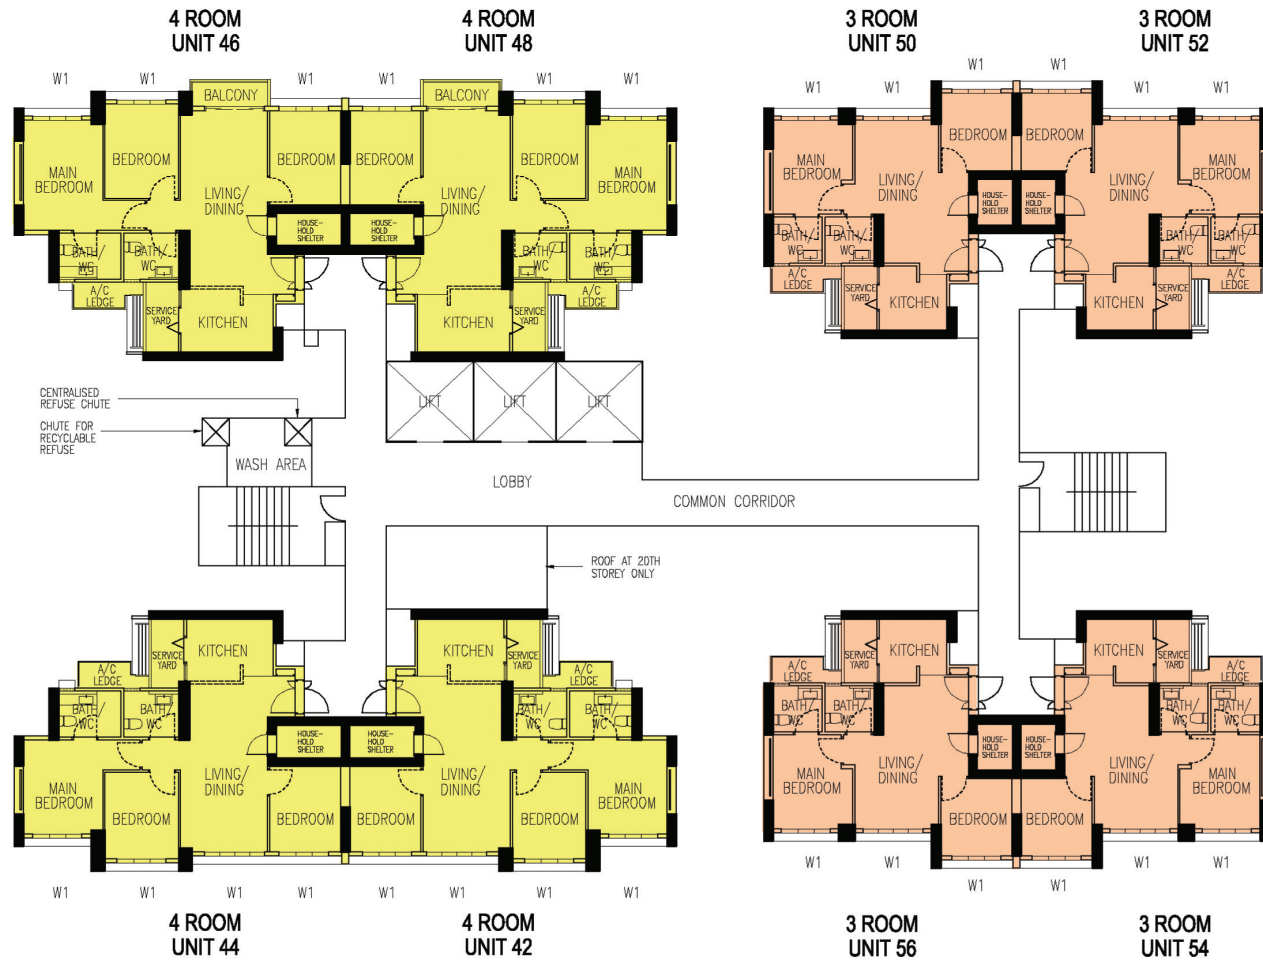 4 ROOM
UNIT 46
4 ROOM
UNIT 48
3 ROOM
UNIT 50
3 ROOM
UNIT 52
W1
W1
W1
W1
W1
W1
W1
W1
W1
W1
W1
W1
BALCONY
BALCONY
MAIN
BEDROOM
BEDROOM
LIVING/
DINING
BEDROOM
BEDROOM
LIVING/
DINING
BEDROOM
MAIN
BEDROOM
MAIN
BEDROOM
LIVING/
DINING
BEDROOM
BEDROOM
LIVING/
DINING
MAIN
BEDROOM
HOUSE-
HOLD
SHELTER
HOUSE-
HOLD
SHELTER
HOUSE-
HOLD
SHELTER
HOUSE-
HOLD
SHELTER
BATH/
WC
BATH/
WC
BATH/
WC
BATH/
WC
BATH/
WC
BATH/
WC
BATH/
WC
BATH/
WC
A/C
LEDGE
SERVICE
YARD
KITCHEN
KITCHEN
SERVICE
YARD
A/C
LEDGE
A/C
LEDGE
SERVICE
YARD
KITCHEN
KITCHEN
SERVICE
YARD
A/C
LEDGE
CENTRALISED
REFUSE CHUTE
CHUTE FOR
RECYCLABLE
REFUSE
LIFT
LIFT
LIFT
WASH AREA
LOBBY
COMMON CORRIDOR
ROOF AT 20TH
STOREY ONLY
A/C
LEDGE
SERVICE
YARD
KITCHEN
KITCHEN
SERVICE
YARD
A/C
LEDGE
A/C
LEDGE
SERVICE
YARD
KITCHEN
KITCHEN
SERVICE
YARD
A/C
LEDGE
BATH/
WC
BATH/
WC
BATH/
WC
BATH/
WC
BATH/
WC
BATH/
WC
BATH/
WC
BATH/
WC
HOUSE-
HOLD
SHELTER
HOUSE-
HOLD
SHELTER
HOUSE-
HOLD
SHELTER
HOUSE-
HOLD
SHELTER
MAIN
BEDROOM
BEDROOM
LIVING/
DINING
BEDROOM
BEDROOM
LIVING/
DINING
BEDROOM
MAIN
BEDROOM
MAIN
BEDROOM
LIVING/
DINING
BEDROOM
BEDROOM
LIVING/
DINING
MAIN
BEDROOM
W1
W1
W1
W1
W1
W1
W1
W1
W1
W1
W1
W1
W1
W1
4 ROOM
UNIT 44
4 ROOM
UNIT 42
3 ROOM
UNIT 56
3 ROOM
UNIT 54